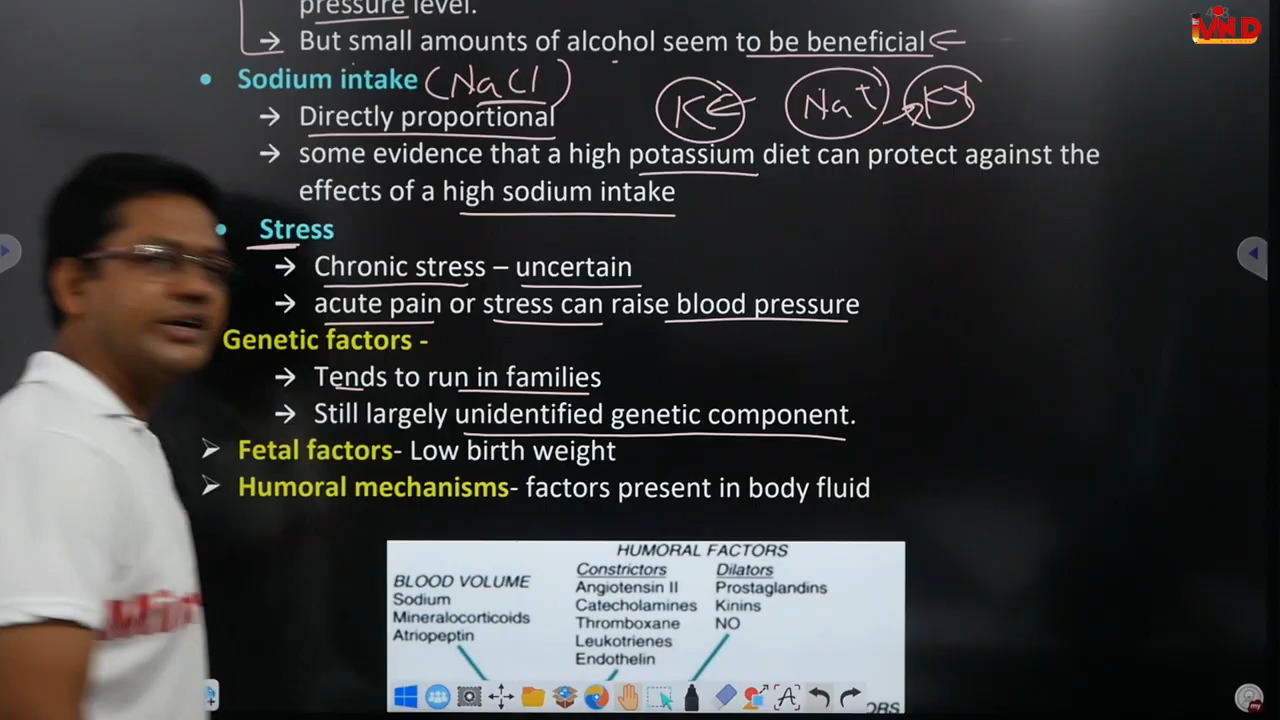 pressure level.
→ But small amounts of alcohol seem to be beneficial
• Sodium intake (NaCl)
→ Directly proportional
K Na+ K+
→ some evidence that a high potassium diet can protect against the
effects of a high sodium intake
• Stress
→ Chronic stress – uncertain
→ acute pain or stress can raise blood pressure
Genetic factors -
→ Tends to run in families
→ Still largely unidentified genetic component.
➢ Fetal factors- Low birth weight
➢ Humoral mechanisms- factors present in body fluid
HUMORAL FACTORS
BLOOD VOLUME
Sodium
Mineralocorticoids
Atriopeptin
Constrictors
Angiotensin II
Catecholamines
Thromboxane
Leukotrienes
Endothelin
Dilators
Prostaglandins
Kinins
NO